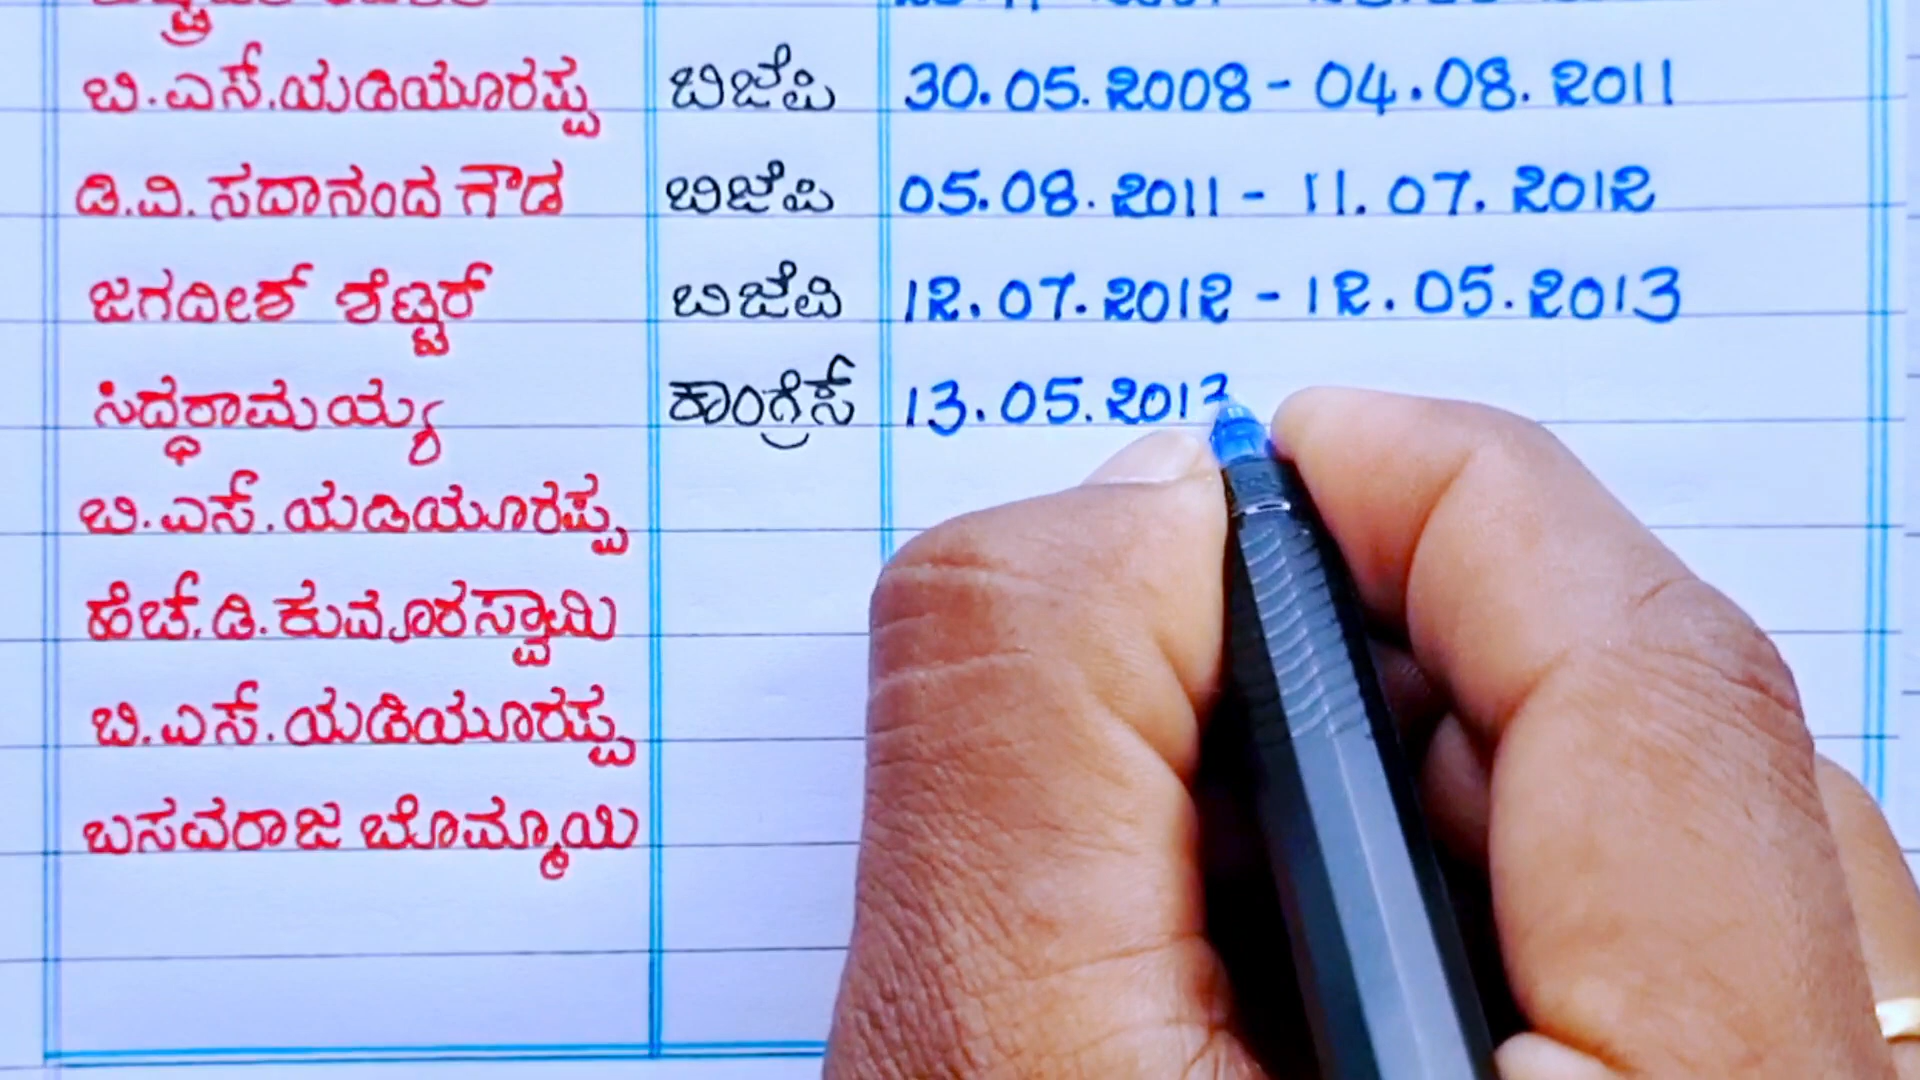 ಬಿ.ಎಸ್.ಯಡಿಯೂರಪ್ಪ ಬಿಜೆಪಿ 30.05.2008 - 04.08.2011
ಡಿ.ವಿ. ಸದಾನಂದ ಗೌಡ ಬಿಜೆಪಿ 05.08.2011 - 11.07.2012
ಜಗದೀಶ್ ಶೆಟ್ಟರ್ ಬಿಜೆಪಿ 12.07.2012 - 12.05.2013
ಸಿದ್ಧೆರಾಮಯ್ಯ ಕಾಂಗ್ರೆಸ್ 13.05.2013
ಬಿ.ಎಸ್.ಯಡಿಯೂರಪ್ಪ
ಹೆಚ್.ಡಿ.ಕುಮಾರಸ್ವಾಮಿ
ಬಿ.ಎಸ್.ಯಡಿಯೂರಪ್ಪ
ಬಸವರಾಜ ಬೊಮ್ಮಾಯಿ